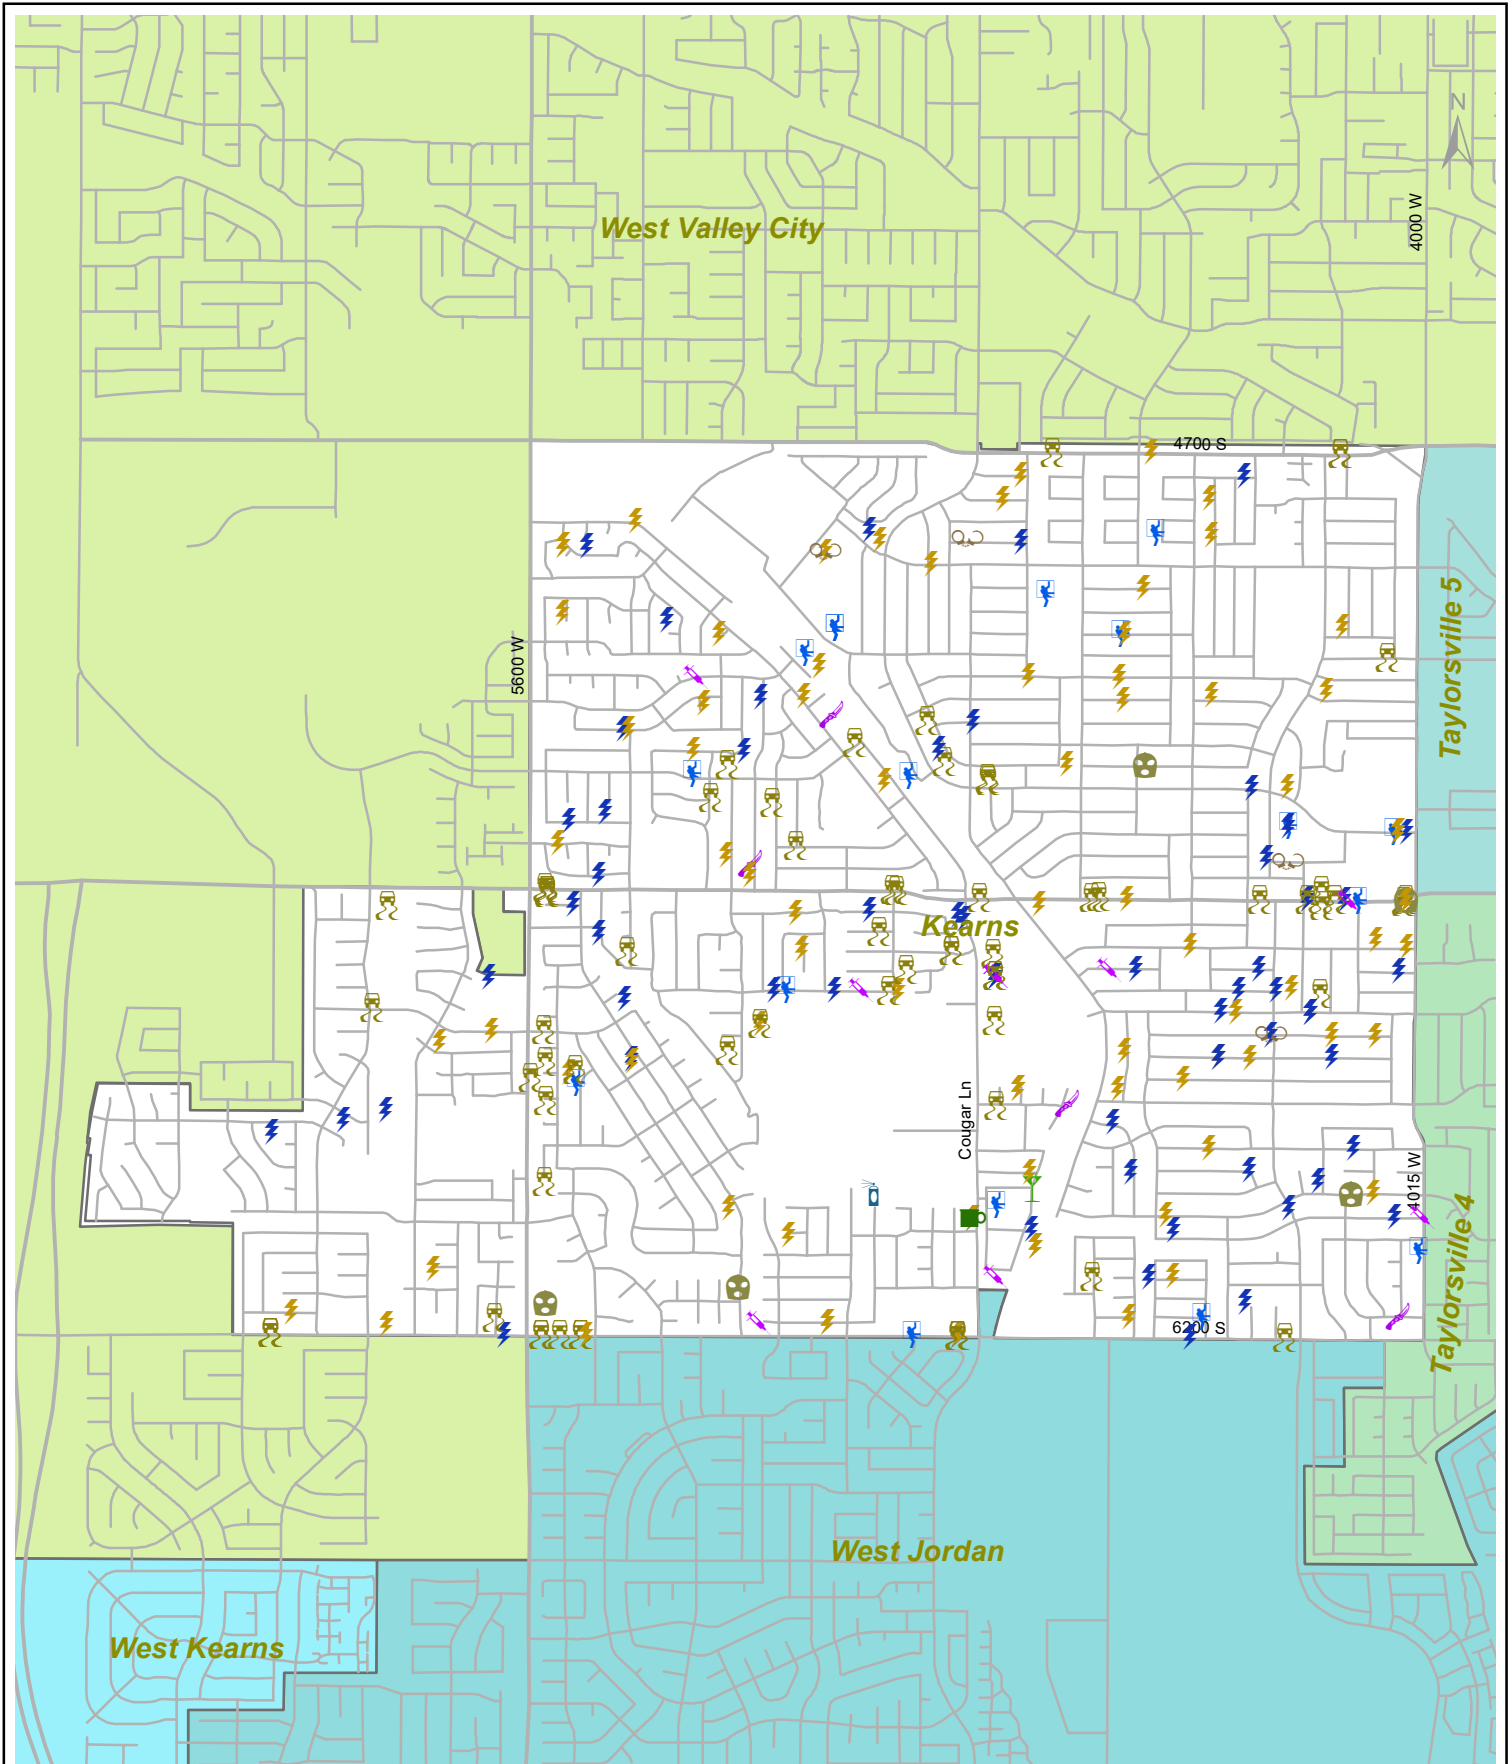 N
4000 W
West Valley City
4700 S
Taylorsville 5
5600 W
Kearns
Cougar Ln
4015 W
Taylorsville 4
6200 S
West Jordan
West Kearns